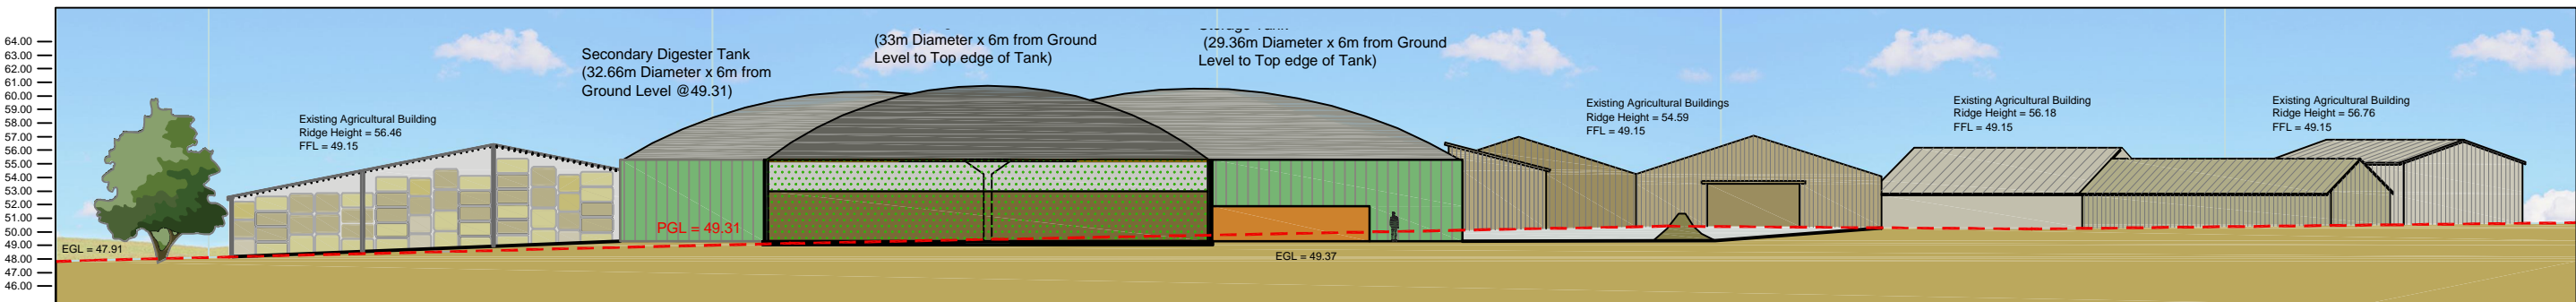 64.00
63.00
62.00
61.00
60.00
59.00
58.00
57.00
56.00
55.00
54.00
53.00
52.00
51.00
50.00
49.00
48.00
47.00
46.00
EGL = 47.91
Existing Agricultural Building
Ridge Height = 56.46
FFL = 49.15
Secondary Digester Tank
(32.66m Diameter x 6m from
Ground Level @49.31)
PGL = 49.31
(33m Diameter x 6m from Ground
Level to Top edge of Tank)
(29.36m Diameter x 6m from Ground
Level to Top edge of Tank)
EGL = 49.37
Existing Agricultural Buildings
Ridge Height = 54.59
FFL = 49.15
Existing Agricultural Building
Ridge Height = 56.18
FFL = 49.15
Existing Agricultural Building
Ridge Height = 56.76
FFL = 49.15